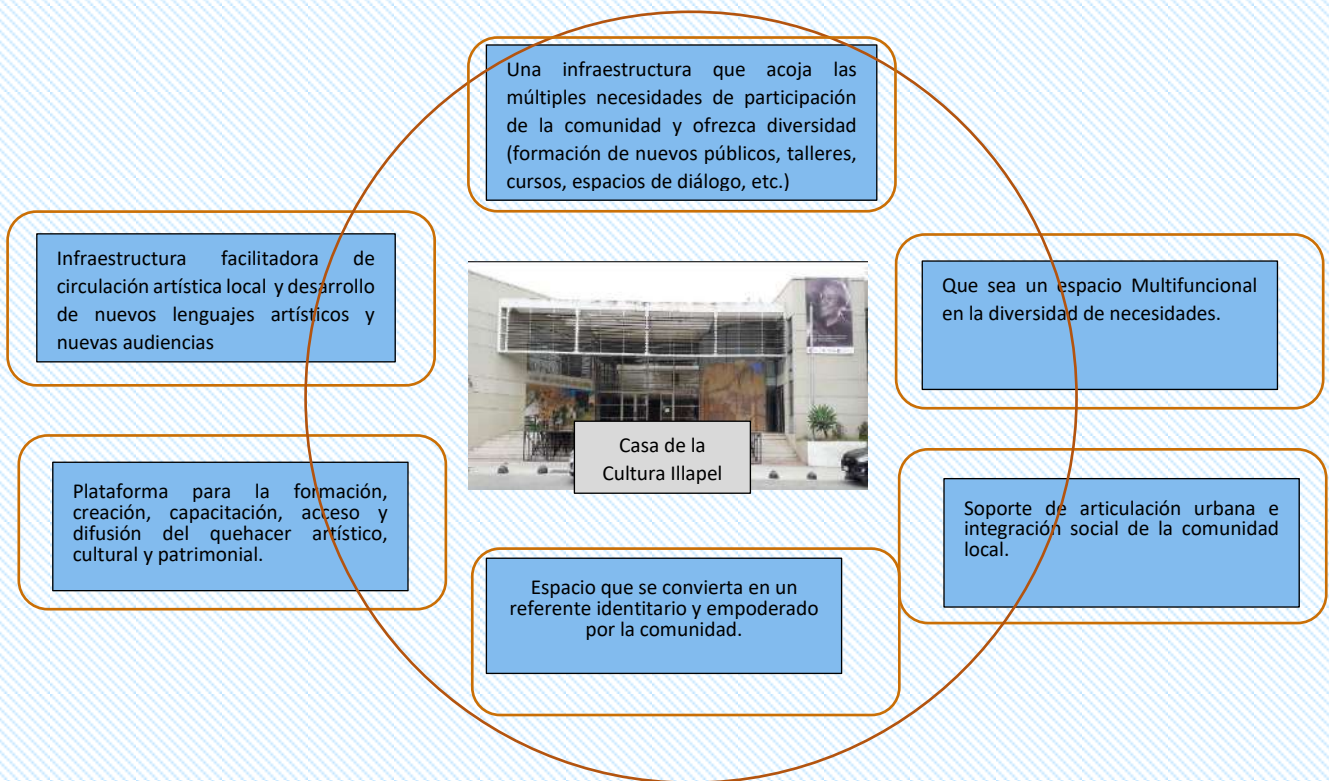 Una infraestructura que acoja las
múltiples necesidades de participación
de la comunidad y ofrezca diversidad
(formación de nuevos públicos, talleres,
cursos, espacios de diálogo, etc.)
Infraestructura facilitadora de
circulación artística local y desarrollo
de nuevos lenguajes artísticos y
nuevas audiencias
Que sea un espacio Multifuncional
en la diversidad de necesidades.
Casa de la
Cultura Illapel
Plataforma para la formación,
creación, capacitación, acceso y
difusión del quehacer artístico,
cultural y patrimonial.
Soporte de articulación urbana e
integración social de la comunidad
local.
Espacio que se convierta en un
referente identitario y empoderado
por la comunidad.